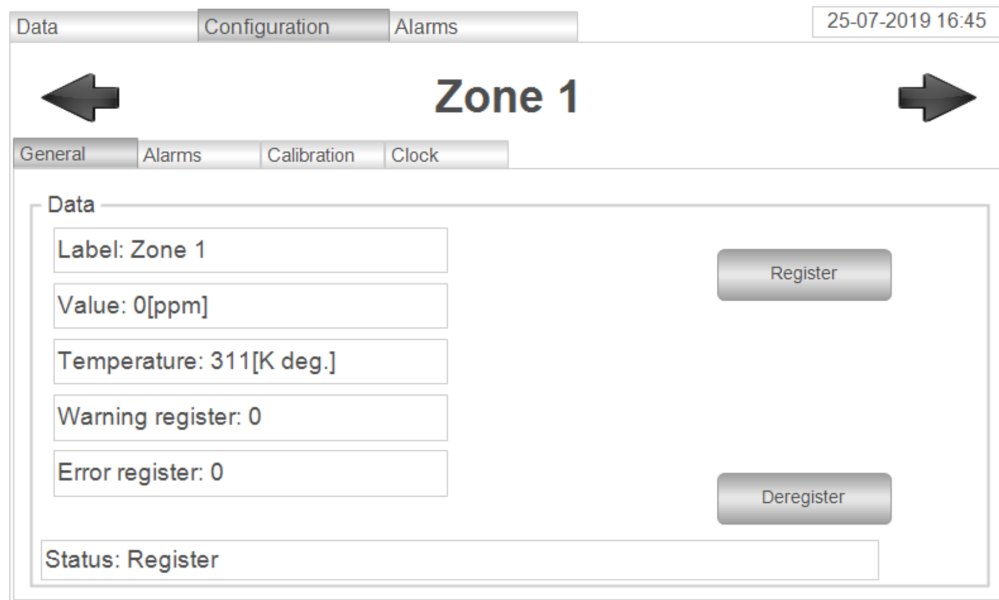 Data Configuration Alarms 25-07-2019 16:45
Zone 1
General Alarms Calibration Clock
Data
Label: Zone 1
Register
Value: 0[ppm]
Temperature: 311[K deg.]
Warning register: 0
Error register: 0
Deregister
Status: Register